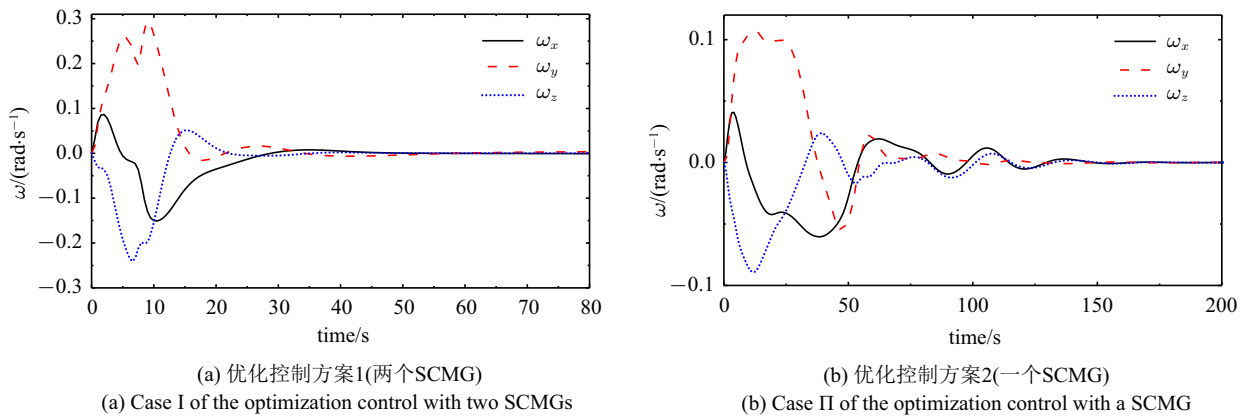 0.3
0.2
0.1
0.0
−0.1
−0.2
−0.3
ω/(rad·s⁻¹)
ωx
ωy
ωz
0 10 20 30 40 50 60 70 80
time/s
(a) 优化控制方案1(两个SCMG)
(a) Case I of the optimization control with two SCMGs
0.1
0.0
−0.1
ω/(rad·s⁻¹)
ωx
ωy
ωz
0 50 100 150 200
time/s
(b) 优化控制方案2(一个SCMG)
(b) Case Π of the optimization control with a SCMG